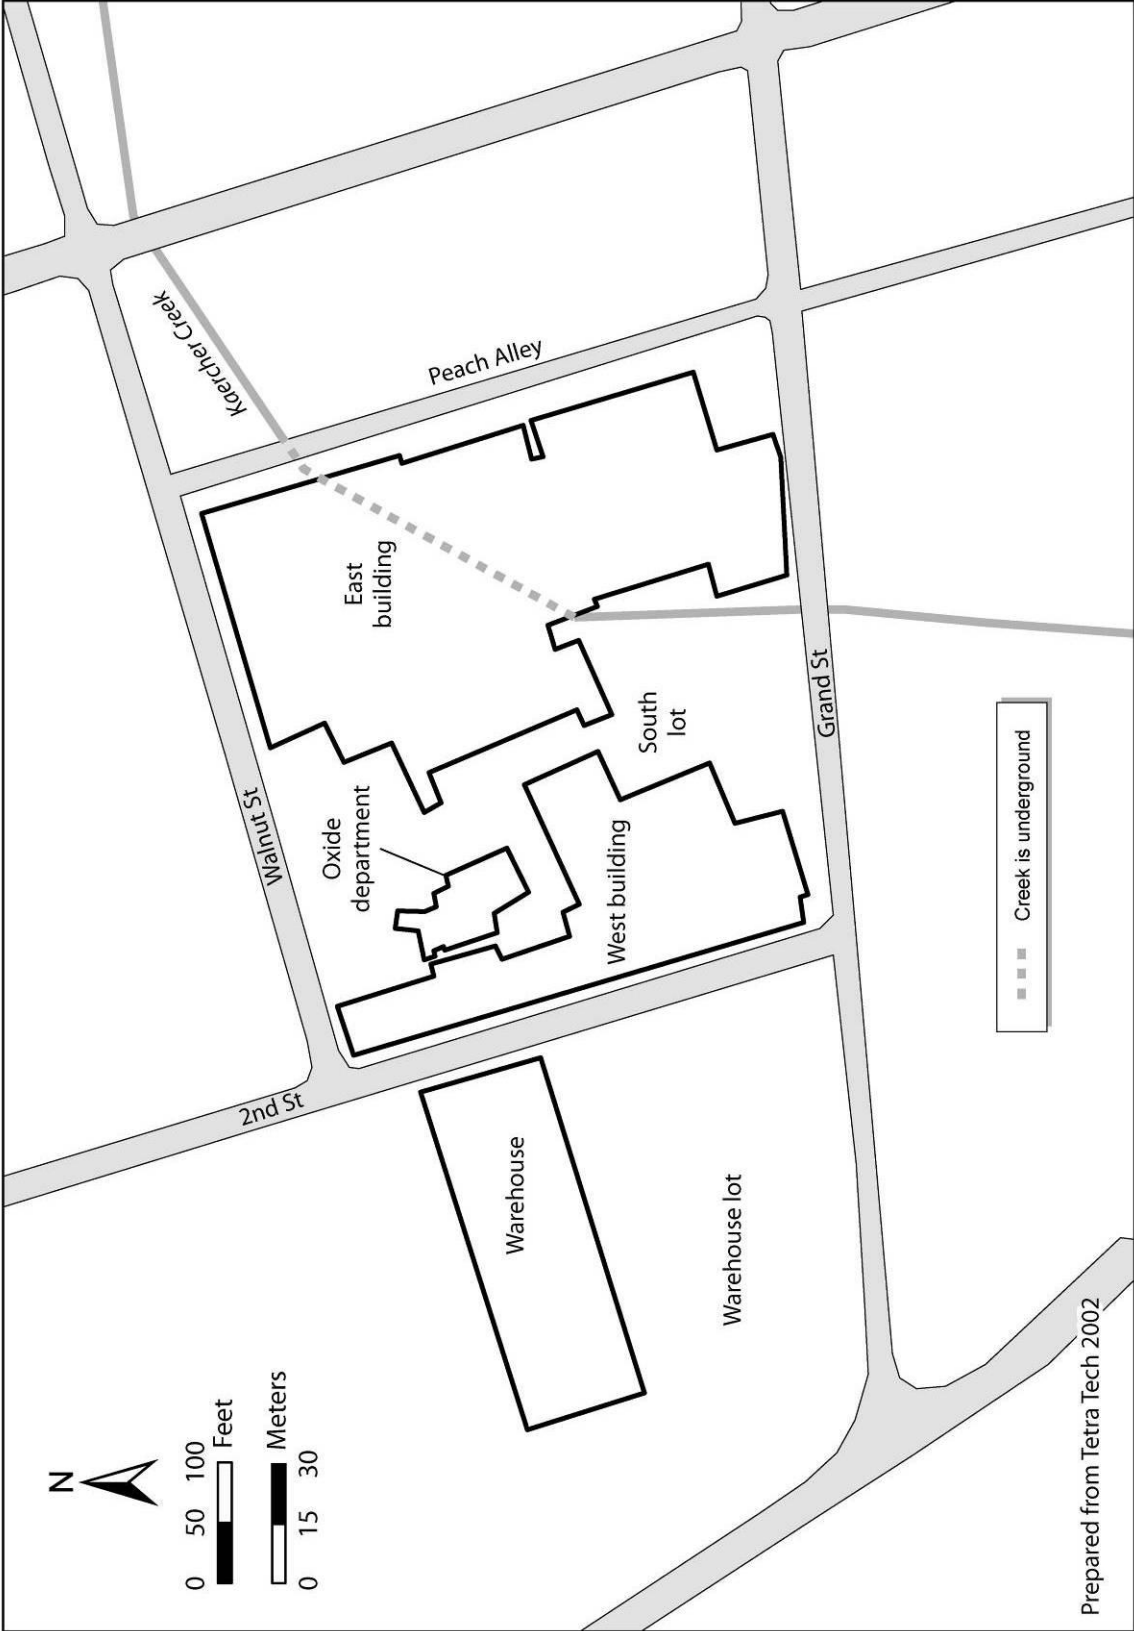 N
0 50 100
Feet
Meters
0 15 30
2nd St
Walnut St
Kaercher Creek
Peach Alley
East
building
Oxide
department
South
lot
West building
Grand St
Warehouse
Warehouse lot
Creek is underground
Prepared from Tetra Tech 2002